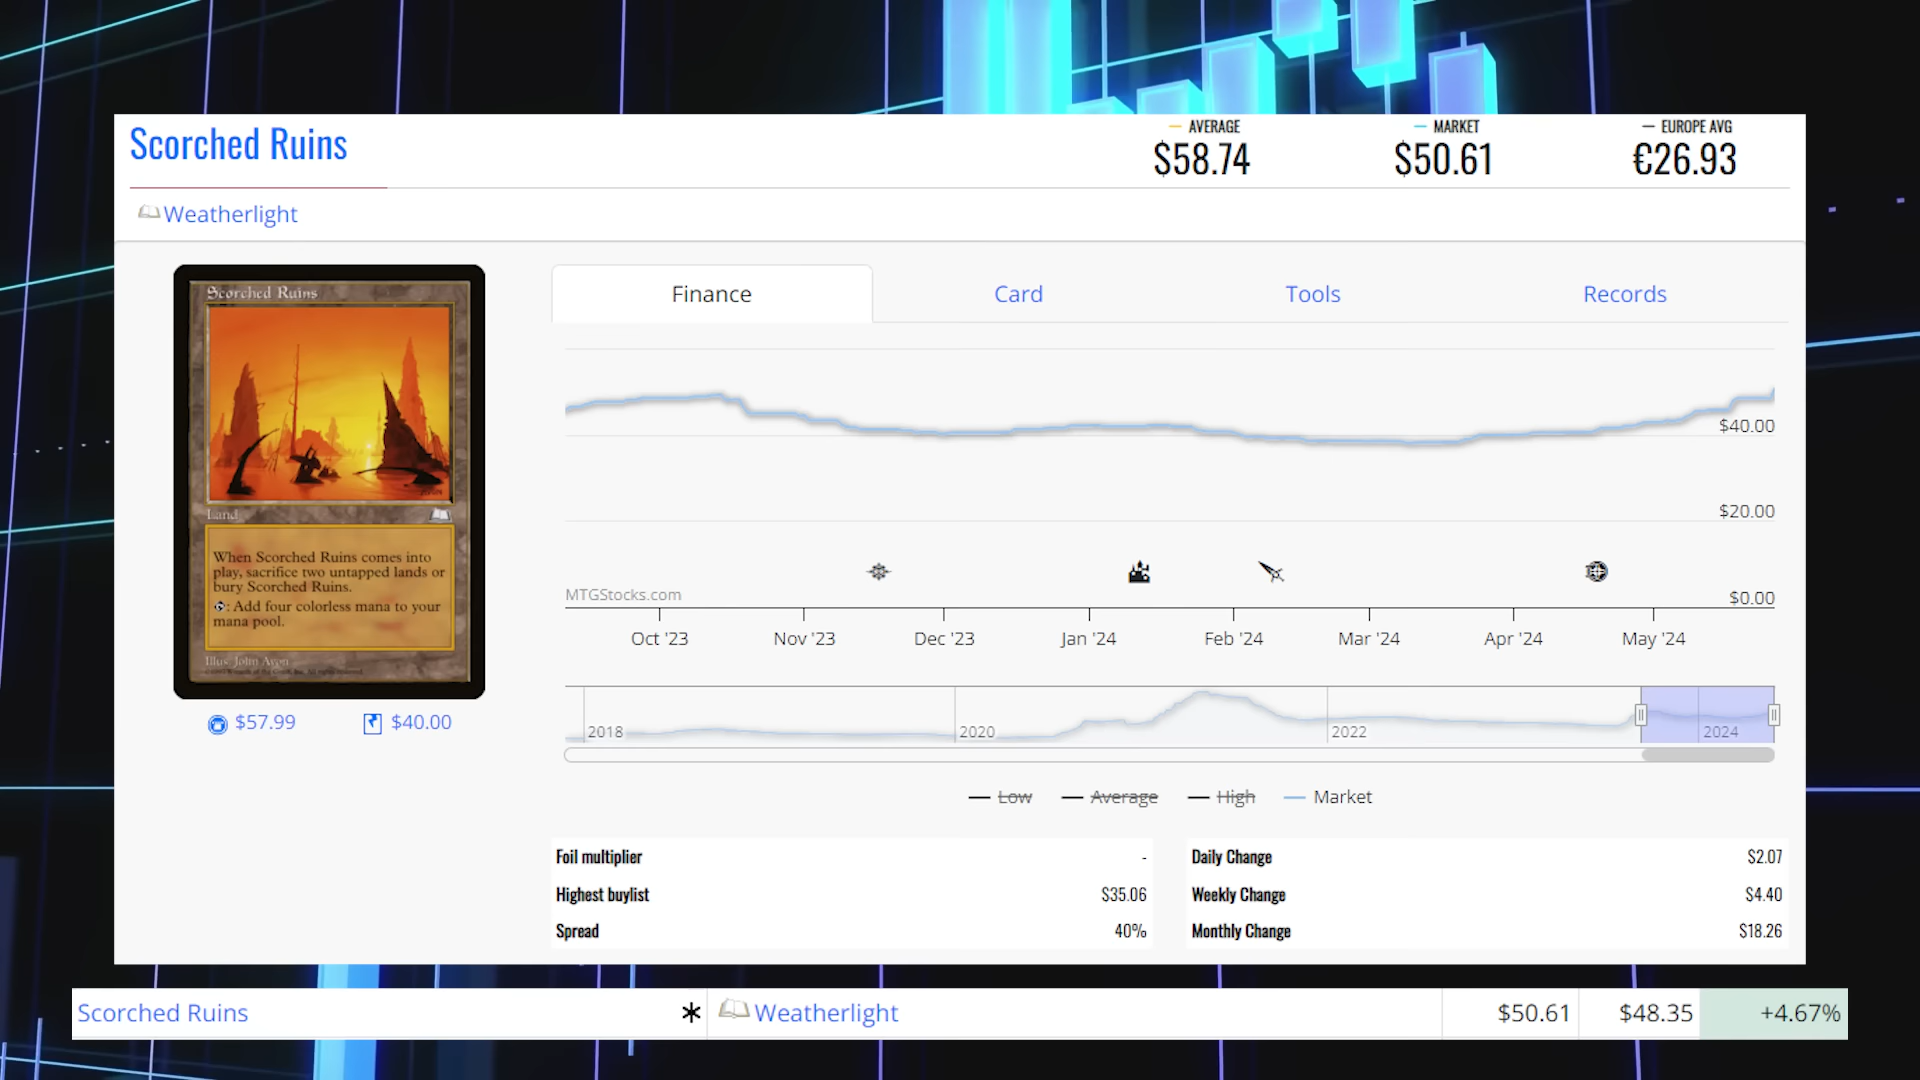 Scorched Ruins
AVERAGE
$58.74
MARKET
$50.61
EUROPE AVG
€26.93
Weatherlight
Scorched Ruins
Land
When Scorched Ruins comes into
play, sacrifice two untapped lands or
bury Scorched Ruins.
: Add four colorless mana to your
mana pool.
Illus. John Avon
$57.99
$40.00
Finance
Card
Tools
Records
$40.00
$20.00
$0.00
MTGStocks.com
Oct '23
Nov '23
Dec '23
Jan '24
Feb '24
Mar '24
Apr '24
May '24
2018
2020
2022
2024
Low
Average
High
Market
Foil multiplier -
Highest buylist $35.06
Spread 40%
Daily Change $2.07
Weekly Change $4.40
Monthly Change $18.26
Scorched Ruins * Weatherlight $50.61 $48.35 +4.67%